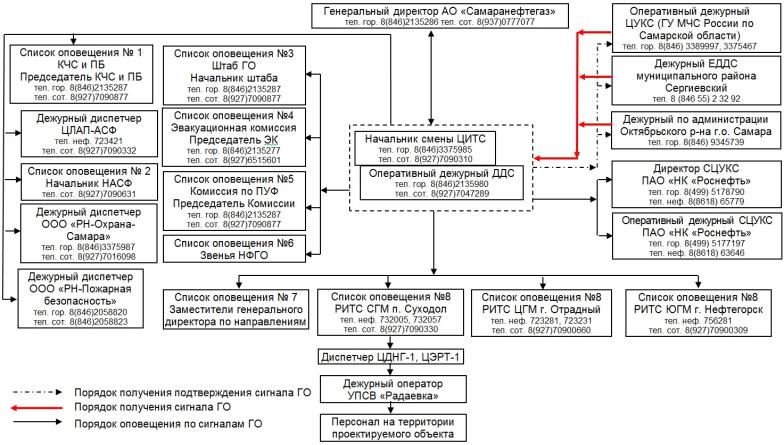 Генеральный директор АО «Самаранефтегаз»
тел. гор. 8(846)2135286 тел. сот. 8(937)0777077
Оперативный дежурный
ЦУКС (ГУ МЧС России по
Самарской области)
тел. гор. 8(846) 3389997, 3375467
Список оповещения № 1
КЧС и ПБ
Председатель КЧС и ПБ
тел. гор. 8(846)2135287
тел. сот. 8(927)7090877
Список оповещения №3
Штаб ГО
Начальник штаба
тел. гор. 8(846)2135287
тел. сот. 8(927)7090877
Дежурный ЕДДС
муниципального района
Сергиевский
тел. 8 (846 55) 2 32 92
Дежурный диспетчер
ЦЛАП-АСФ
тел. неф. 723421
тел. сот. 8(927)7090332
Список оповещения №4
Эвакуационная комиссия
Председатель ЭК
тел. гор. 8(846)2135277
тел. сот. 8(927)6515601
Начальник смены ЦИТС
тел. гор. 8(846)3375985
тел. сот. 8(927)7090310
Оперативный дежурный ДДС
тел. гор. 8(846)2135980
тел. сот. 8(927)7047289
Дежурный по администрации
Октябрьского р-на г.о. Самара
тел. 8(846) 9345739
Список оповещения № 2
Начальник НАСФ
тел. сот. 8(927)7090631
Список оповещения №5
Комиссия по ПУФ
Председатель Комиссии
тел. гор. 8(846)2135287
тел. сот. 8(927)7090877
Директор СЦУКС
ПАО «НК «Роснефть»
тел. гор. 8(499) 5178790
тел. неф. 8(8618) 65779
Дежурный диспетчер
ООО «РН-Охрана-
Самара»
тел. гор. 8(846)3375987
тел. сот. 8(927)7016098
Список оповещения №6
Звенья НФГО
Оперативный дежурный СЦУКС
ПАО «НК «Роснефть»
тел. гор. 8(499) 5177197
тел. неф. 8(8618) 63646
Дежурный диспетчер
ООО «РН-Пожарная
безопасность»
тел. гор. 8(846)2058820
тел. сот. 8(846)2058823
Список оповещения № 7
Заместители генерального
директора по направлениям
Список оповещения №8
РИТС СГМ п. Суходол
тел. неф. 732005, 732057
тел. сот. 8(927)7090330
Список оповещения №8
РИТС ЦГМ г. Отрадный
тел. неф. 723281, 723231
тел. сот. 8(927)70900660
Список оповещения №8
РИТС ЮГМ г. Нефтегорск
тел. неф. 756281
тел. сот. 8(927)70900309
Диспетчер ЦДНГ-1, ЦЭРТ-1
Дежурный оператор
УПСВ «Радаевка»
Персонал на территории
проектируемого объекта
Порядок получения подтверждения сигнала ГО
Порядок получения сигнала ГО
Порядок оповещения по сигналам ГО